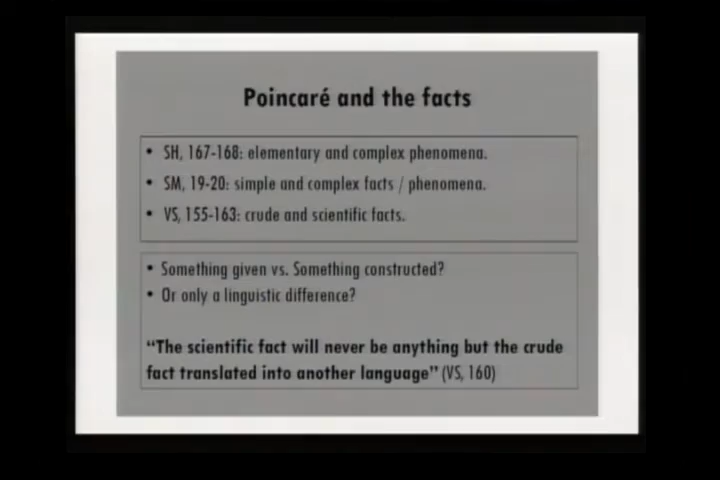 Poincaré and the facts
• SH, 167-168: elementary and complex phenomena.
• SM, 19-20: simple and complex facts / phenomena.
• VS, 155-163: crude and scientific facts.
• Something given vs. Something constructed?
• Or only a linguistic difference?
“The scientific fact will never be anything but the crude
fact translated into another language” (VS, 160)